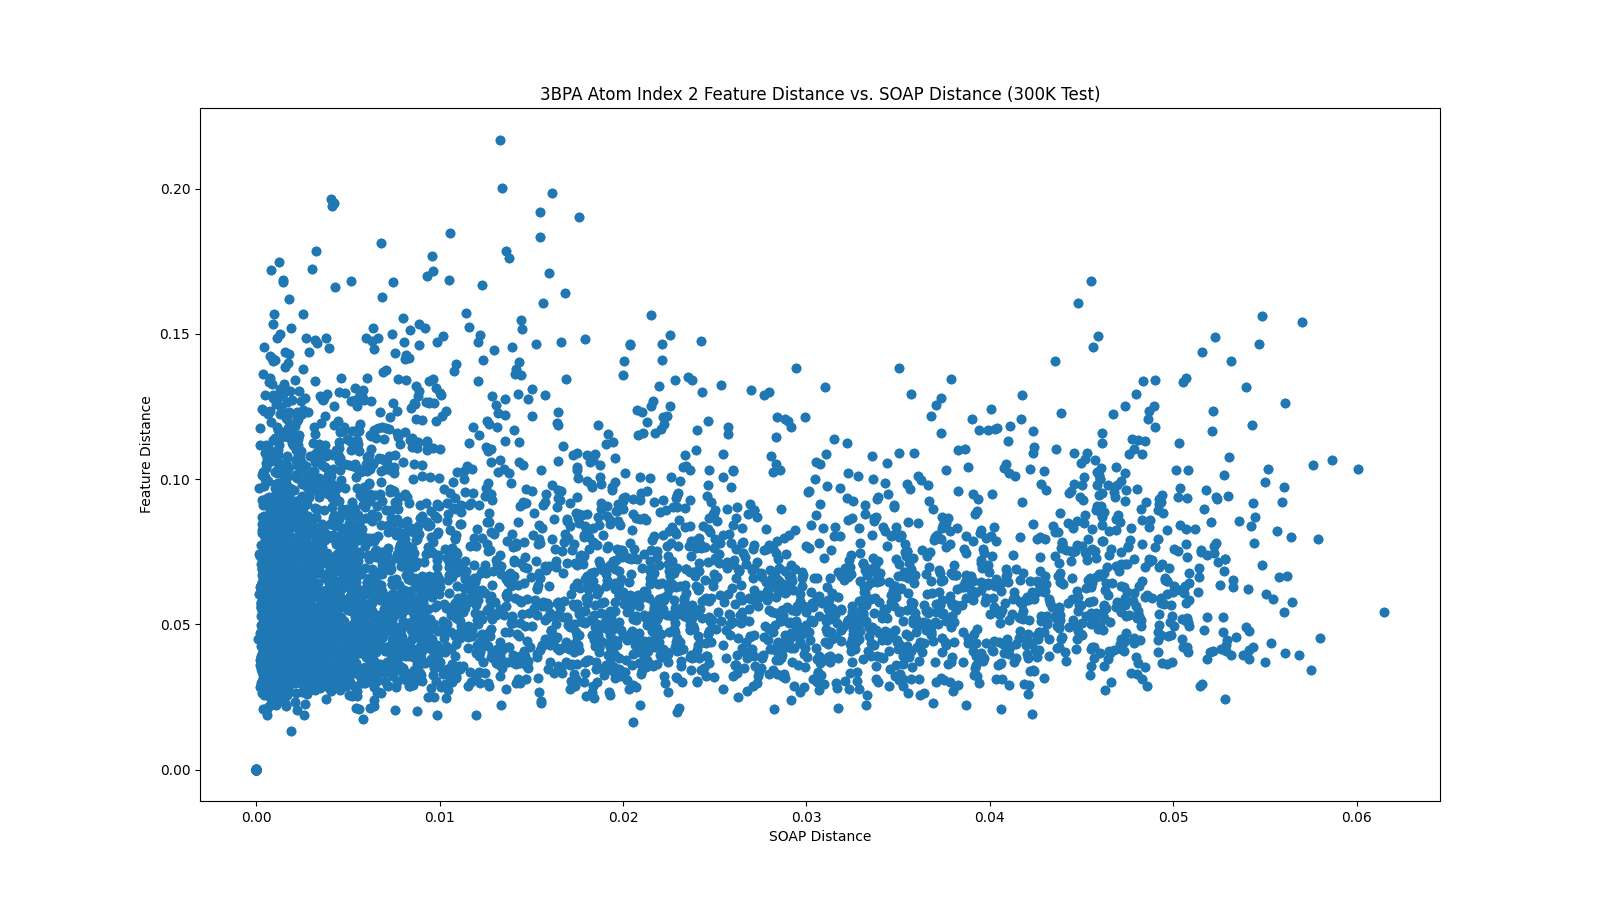 3BPA Atom Index 2 Feature Distance vs. SOAP Distance (300K Test)
Feature Distance
0.20
0.15
0.10
0.05
0.00
0.00 0.01 0.02 0.03 0.04 0.05 0.06
SOAP Distance